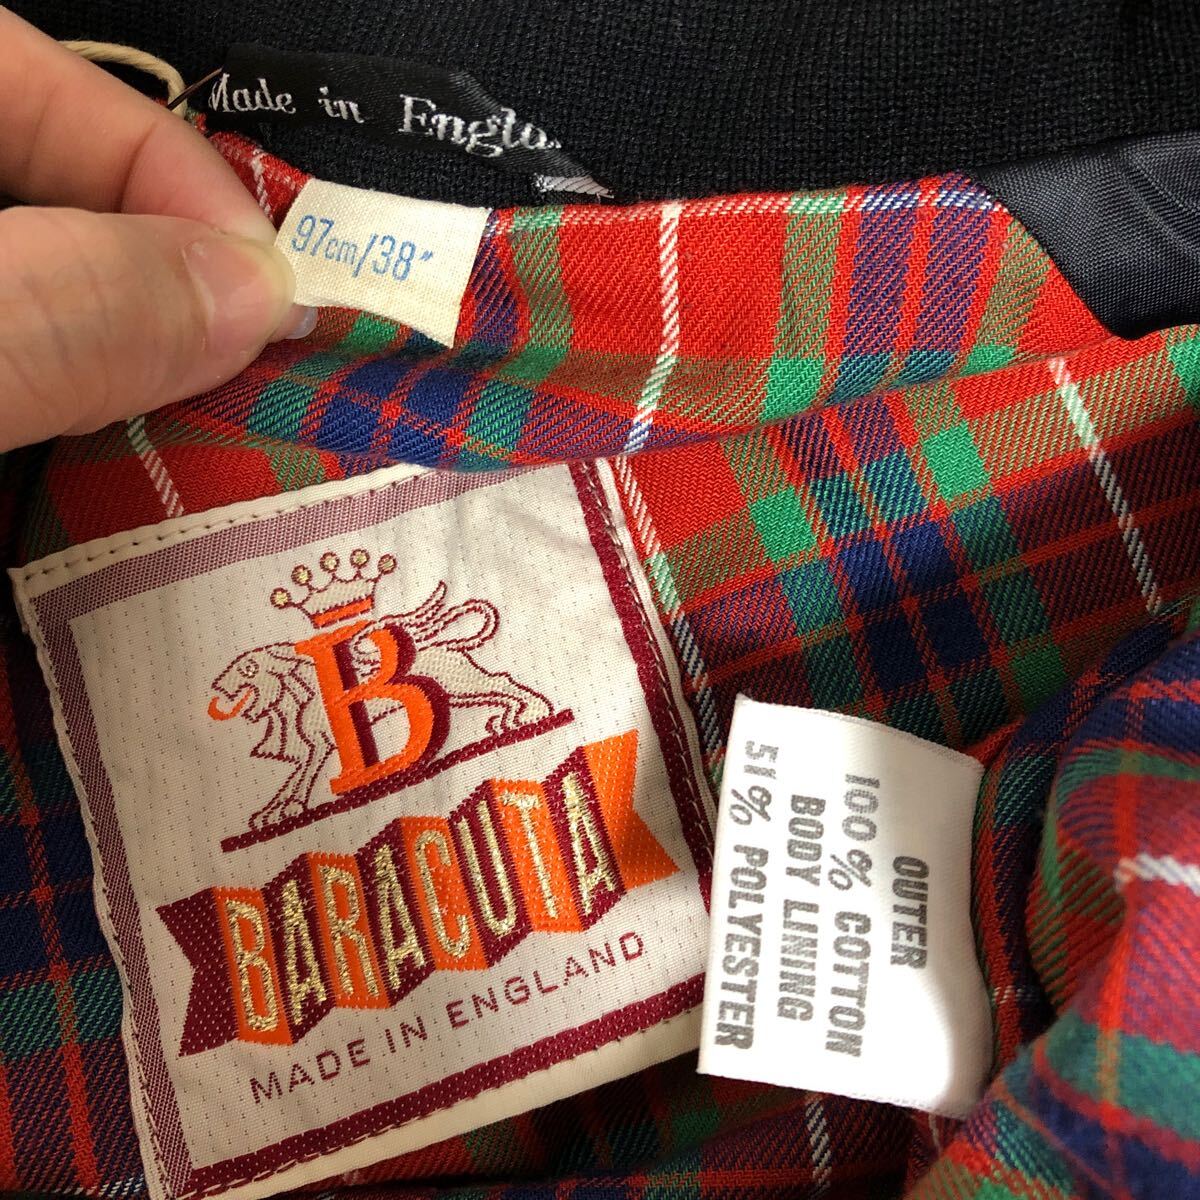 Made in Engla
97cm/38"
B
BARACUTA
MADE IN ENGLAND
OUTER
100% COTTON
BODY LINING
51% POLYESTER